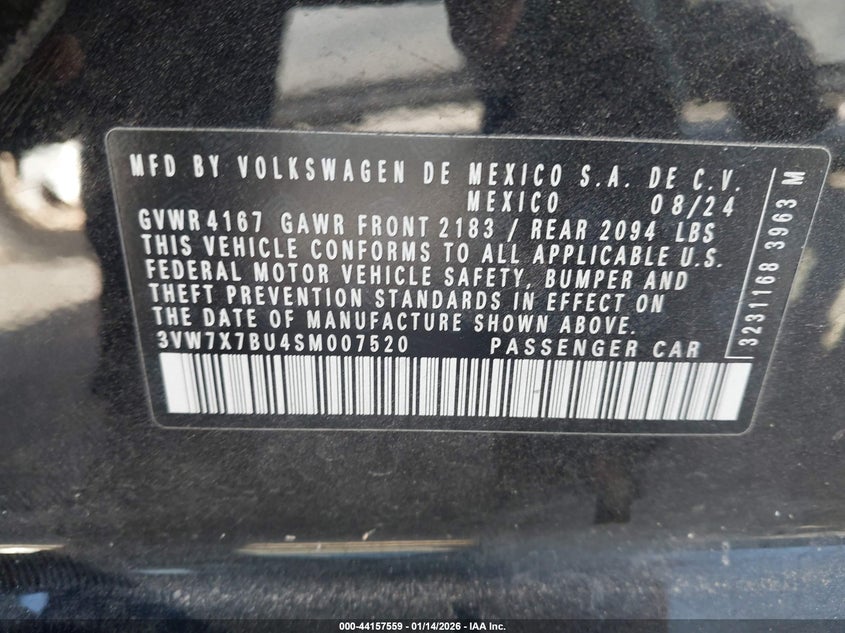 MFD BY VOLKSWAGEN DE MEXICO S.A. DE C.V.
MEXICO 08/24
GVWR 4167 GAWR FRONT 2183 / REAR 2094 LBS
THIS VEHICLE CONFORMS TO ALL APPLICABLE U.S.
FEDERAL MOTOR VEHICLE SAFETY, BUMPER AND
THEFT PREVENTION STANDARDS IN EFFECT ON
THE DATE OF MANUFACTURE SHOWN ABOVE.
3VW7X7BU4SM007520 PASSENGER CAR
3231168 3963 M
000-44157559 — 01/14/2026 — IAA Inc.